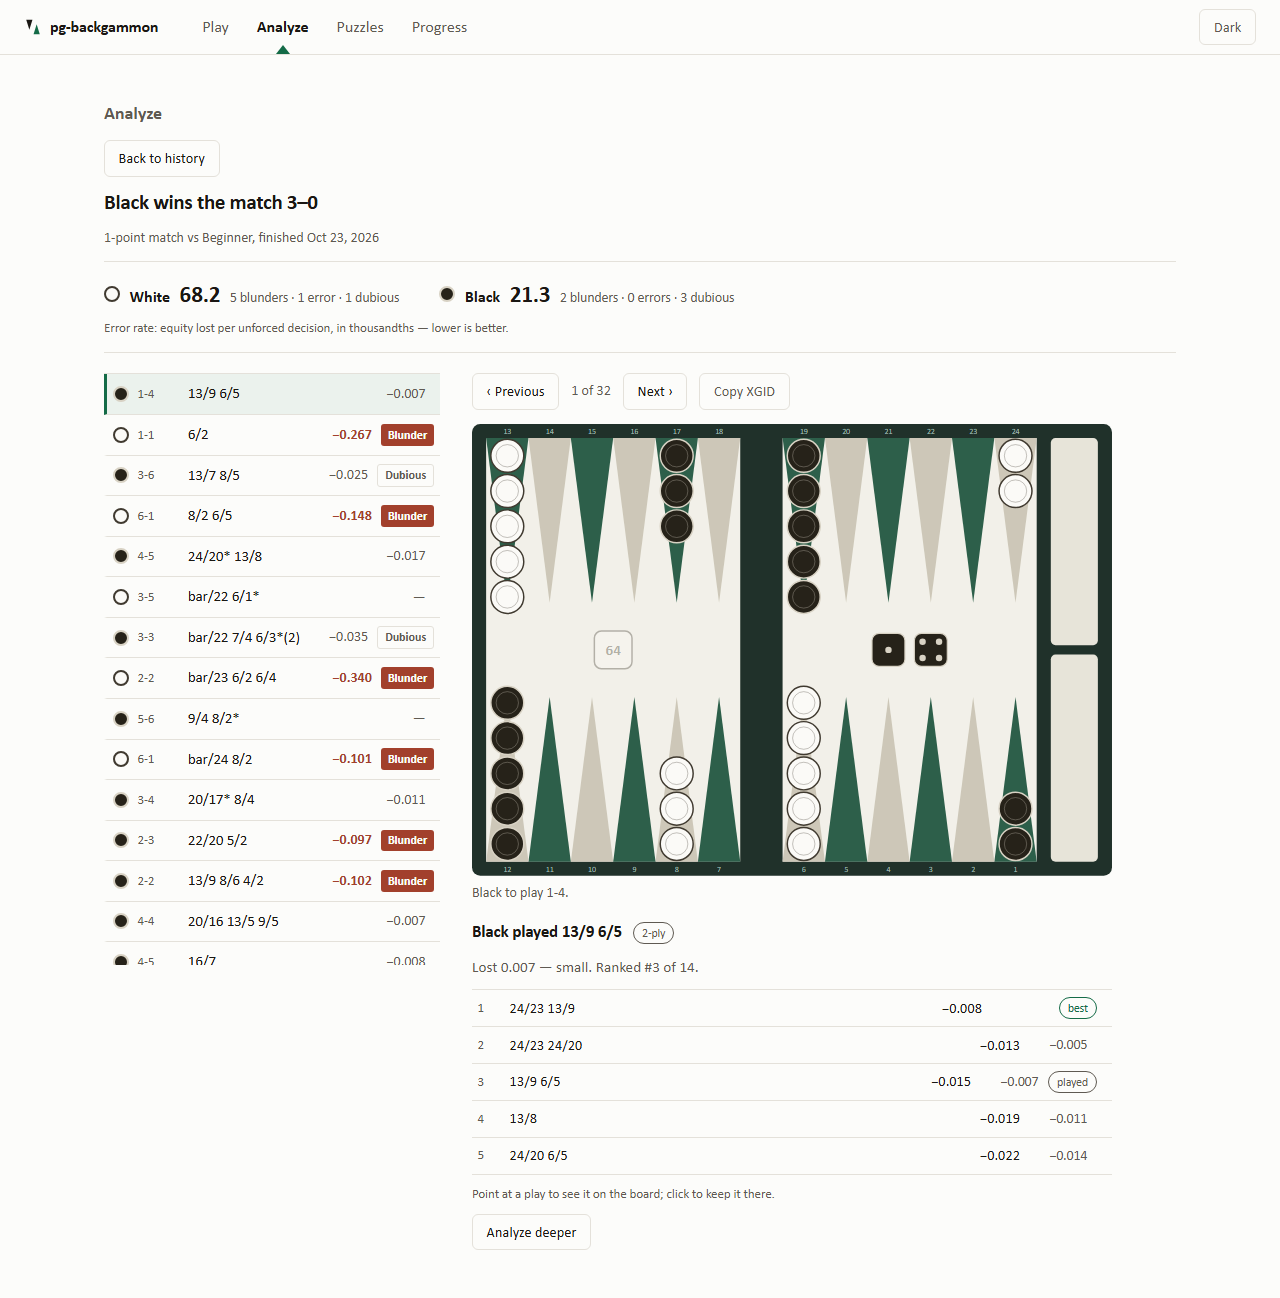 pg-backgammon Play Analyze Puzzles Progress Dark
Analyze
Back to history
Black wins the match 3–0
1-point match vs Beginner, finished Oct 23, 2026
White 68.2 5 blunders · 1 error · 1 dubious Black 21.3 2 blunders · 0 errors · 3 dubious
Error rate: equity lost per unforced decision, in thousandths — lower is better.
1-4 13/9 6/5 −0.007
1-1 6/2 −0.267 Blunder
3-6 13/7 8/5 −0.025 Dubious
6-1 8/2 6/5 −0.148 Blunder
4-5 24/20* 13/8 −0.017
3-5 bar/22 6/1* —
3-3 bar/22 7/4 6/3*(2) −0.035 Dubious
2-2 bar/23 6/2 6/4 −0.340 Blunder
5-6 9/4 8/2* —
6-1 bar/24 8/2 −0.101 Blunder
3-4 20/17* 8/4 −0.011
2-3 22/20 5/2 −0.097 Blunder
2-2 13/9 8/6 4/2 −0.102 Blunder
4-4 20/16 13/5 9/5 −0.007
4-5 16/7 −0.008
‹ Previous 1 of 32 Next › Copy XGID
13 14 15 16 17 18 19 20 21 22 23 24
64
12 11 10 9 8 7 6 5 4 3 2 1
Black to play 1-4.
Black played 13/9 6/5 2-ply
Lost 0.007 — small. Ranked #3 of 14.
1 24/23 13/9 −0.008 best
2 24/23 24/20 −0.013 −0.005
3 13/9 6/5 −0.015 −0.007 played
4 13/8 −0.019 −0.011
5 24/20 6/5 −0.022 −0.014
Point at a play to see it on the board; click to keep it there.
Analyze deeper